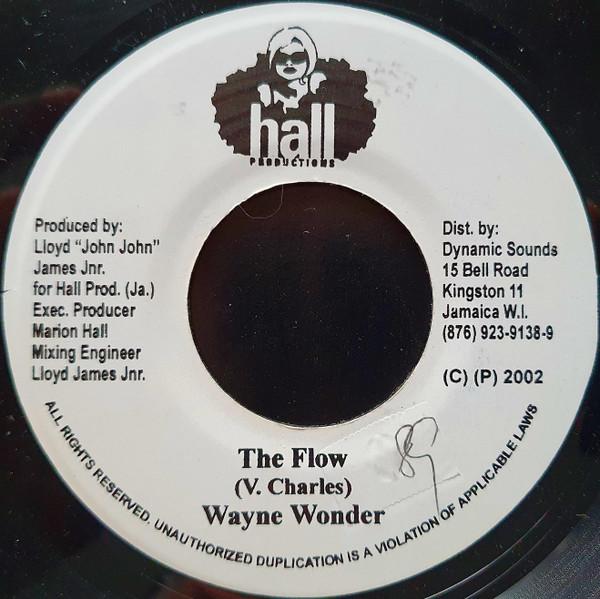 hall
PRODUCTIONS
Produced by:
Lloyd "John John"
James Jnr.
for Hall Prod. (Ja.)
Exec. Producer
Marion Hall
Mixing Engineer
Lloyd James Jnr.
Dist. by:
Dynamic Sounds
15 Bell Road
Kingston 11
Jamaica W.I.
(876) 923-9138-9
(C) (P) 2002
The Flow
(V. Charles)
Wayne Wonder
ALL RIGHTS RESERVED. UNAUTHORIZED DUPLICATION IS A VIOLATION OF APPLICABLE LAWS